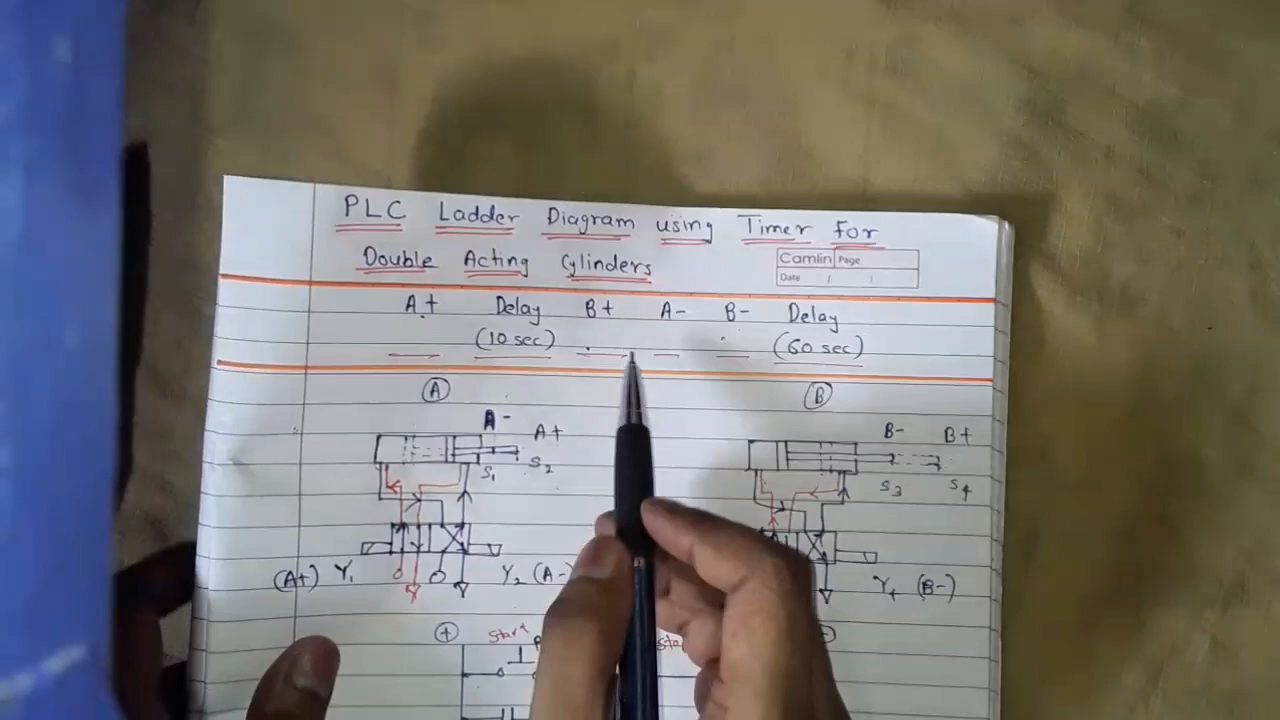 PLC Ladder Diagram using Timer for
Double Acting Cylinders
Camlin Page
Date / /
A+ Delay B+ A- B- Delay
(10 sec) (60 sec)
A B
A- A+ B- B+
S1 S2 S3 S4
(A+) Y1 Y2 (A- Y4 (B-)
+ Start